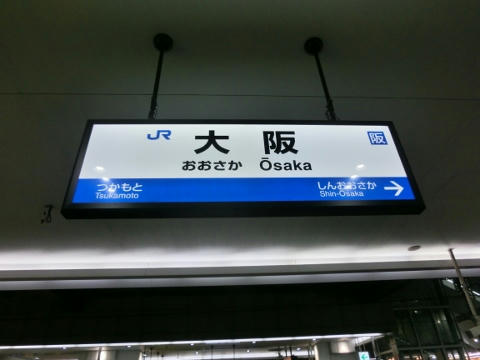 JR 大阪 阪
おおさか Ōsaka
つかもと しんおおさか →
Tsukamoto Shin-Osaka